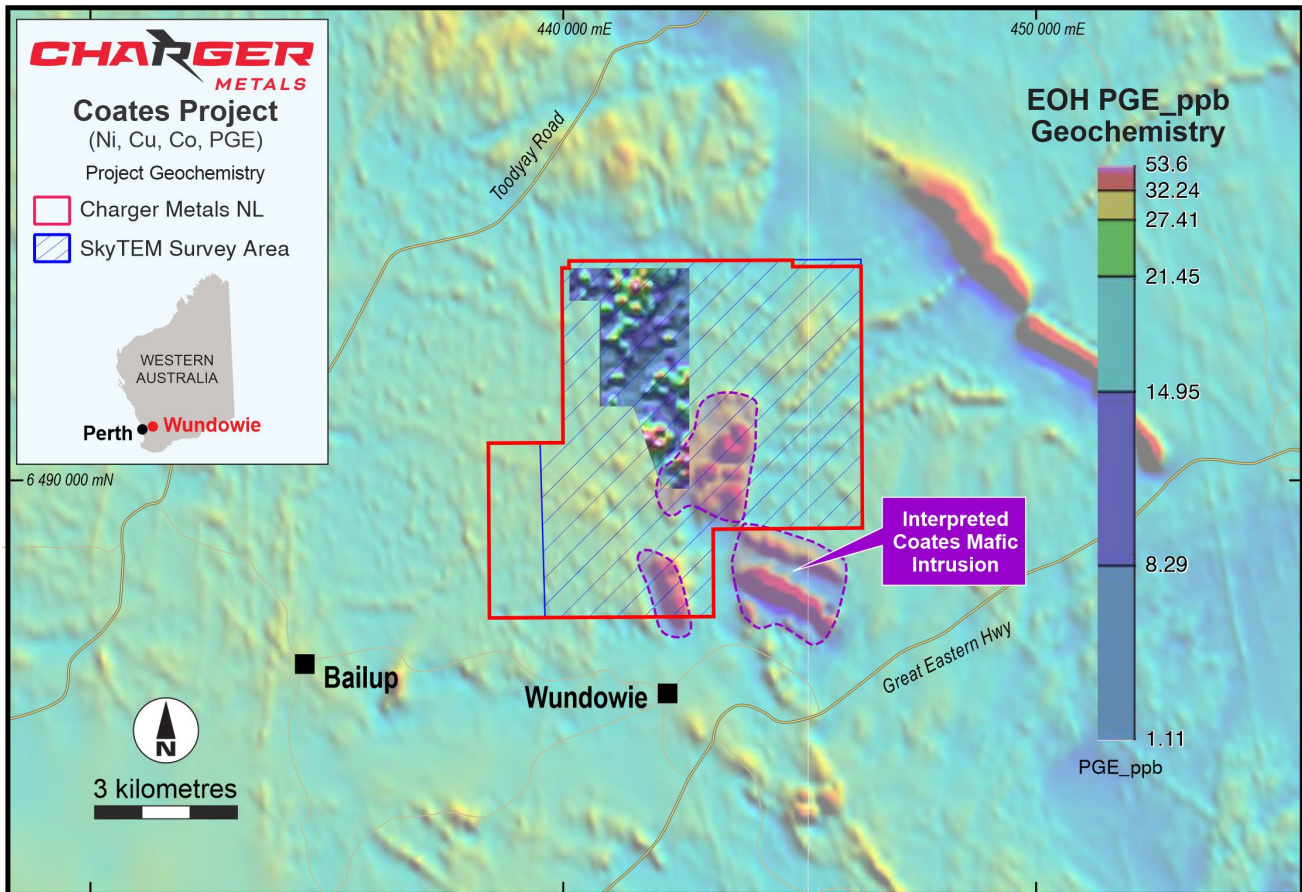 CHARGER
METALS
Coates Project
(Ni, Cu, Co, PGE)
Project Geochemistry
Charger Metals NL
SkyTEM Survey Area
WESTERN
AUSTRALIA
Perth
Wundowie
440 000 mE
450 000 mE
6 490 000 mN
Toodyay Road
EOH PGE_ppb
Geochemistry
53.6
32.24
27.41
21.45
14.95
8.29
1.11
PGE_ppb
Interpreted
Coates Mafic
Intrusion
Great Eastern Hwy
Bailup
Wundowie
N
3 kilometres